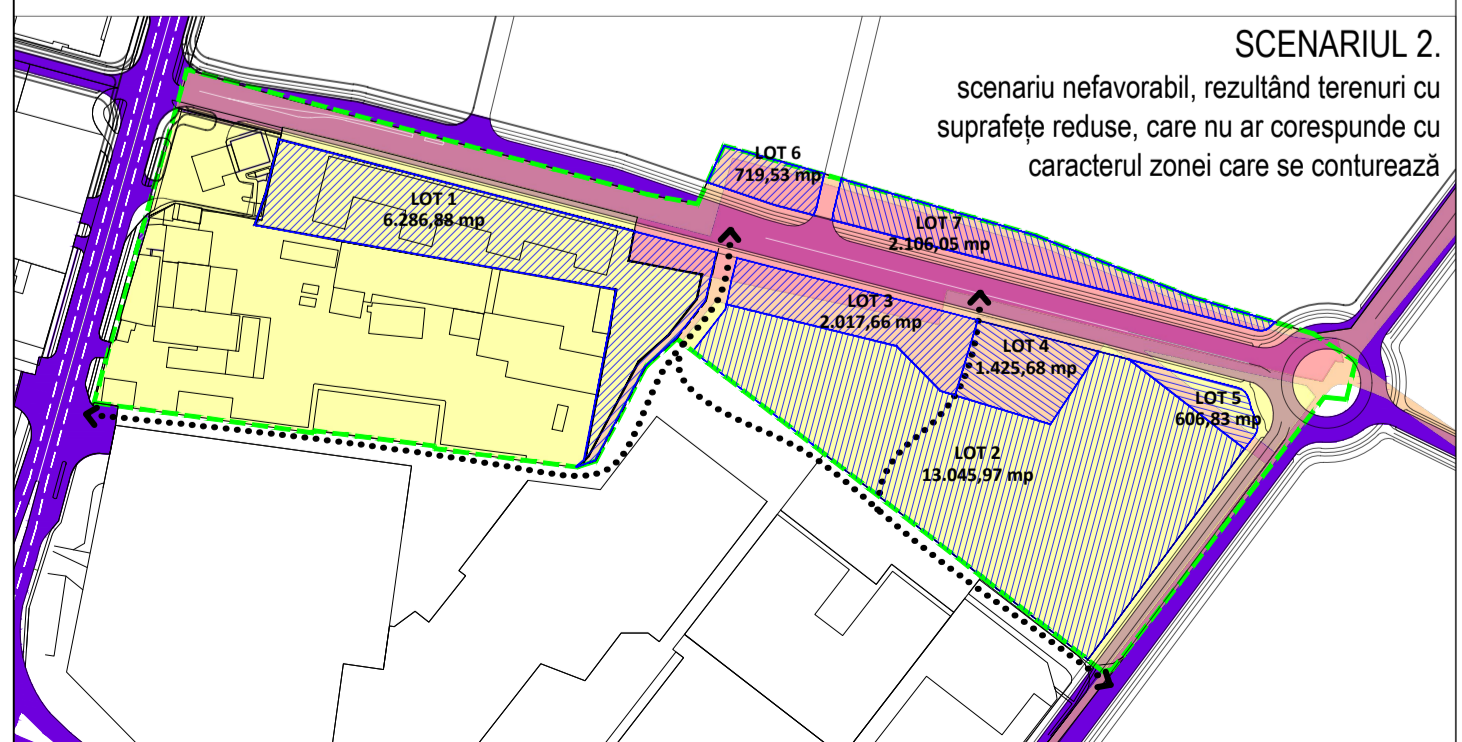 SCENARIUL 2.
scenariu nefavorabil, rezultând terenuri cu
suprafețe reduse, care nu ar corespunde cu
caracterul zonei care se conturează
LOT 6
719,53 mp
LOT 1
6.286,88 mp
LOT 7
2.106,05 mp
LOT 3
2.017,66 mp
LOT 4
1.425,68 mp
LOT 5
606,83 mp
LOT 2
13.045,97 mp